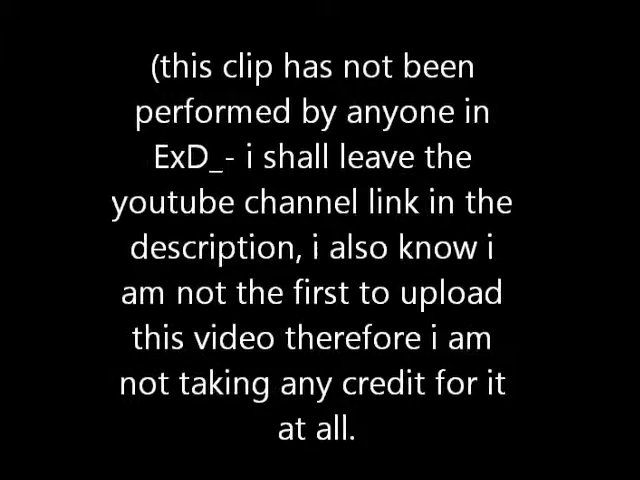 (this clip has not been
performed by anyone in
ExD_- i shall leave the
youtube channel link in the
description, i also know i
am not the first to upload
this video therefore i am
not taking any credit for it
at all.